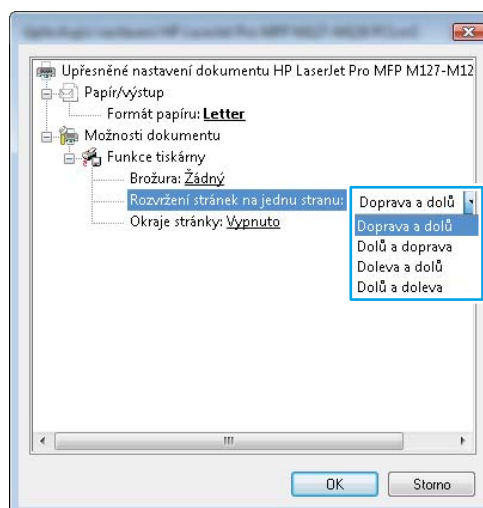 Upřesněné nastavení dokumentu HP LaserJet Pro MFP M127-M12
Papír/výstup
Formát papíru: Letter
Možnosti dokumentu
Funkce tiskárny
Brožura: Žádný
Rozvržení stránek na jednu stranu: Doprava a dolů
Doprava a dolů
Dolů a doprava
Doleva a dolů
Dolů a doleva
Okraje stránky: Vypnuto
OK Storno